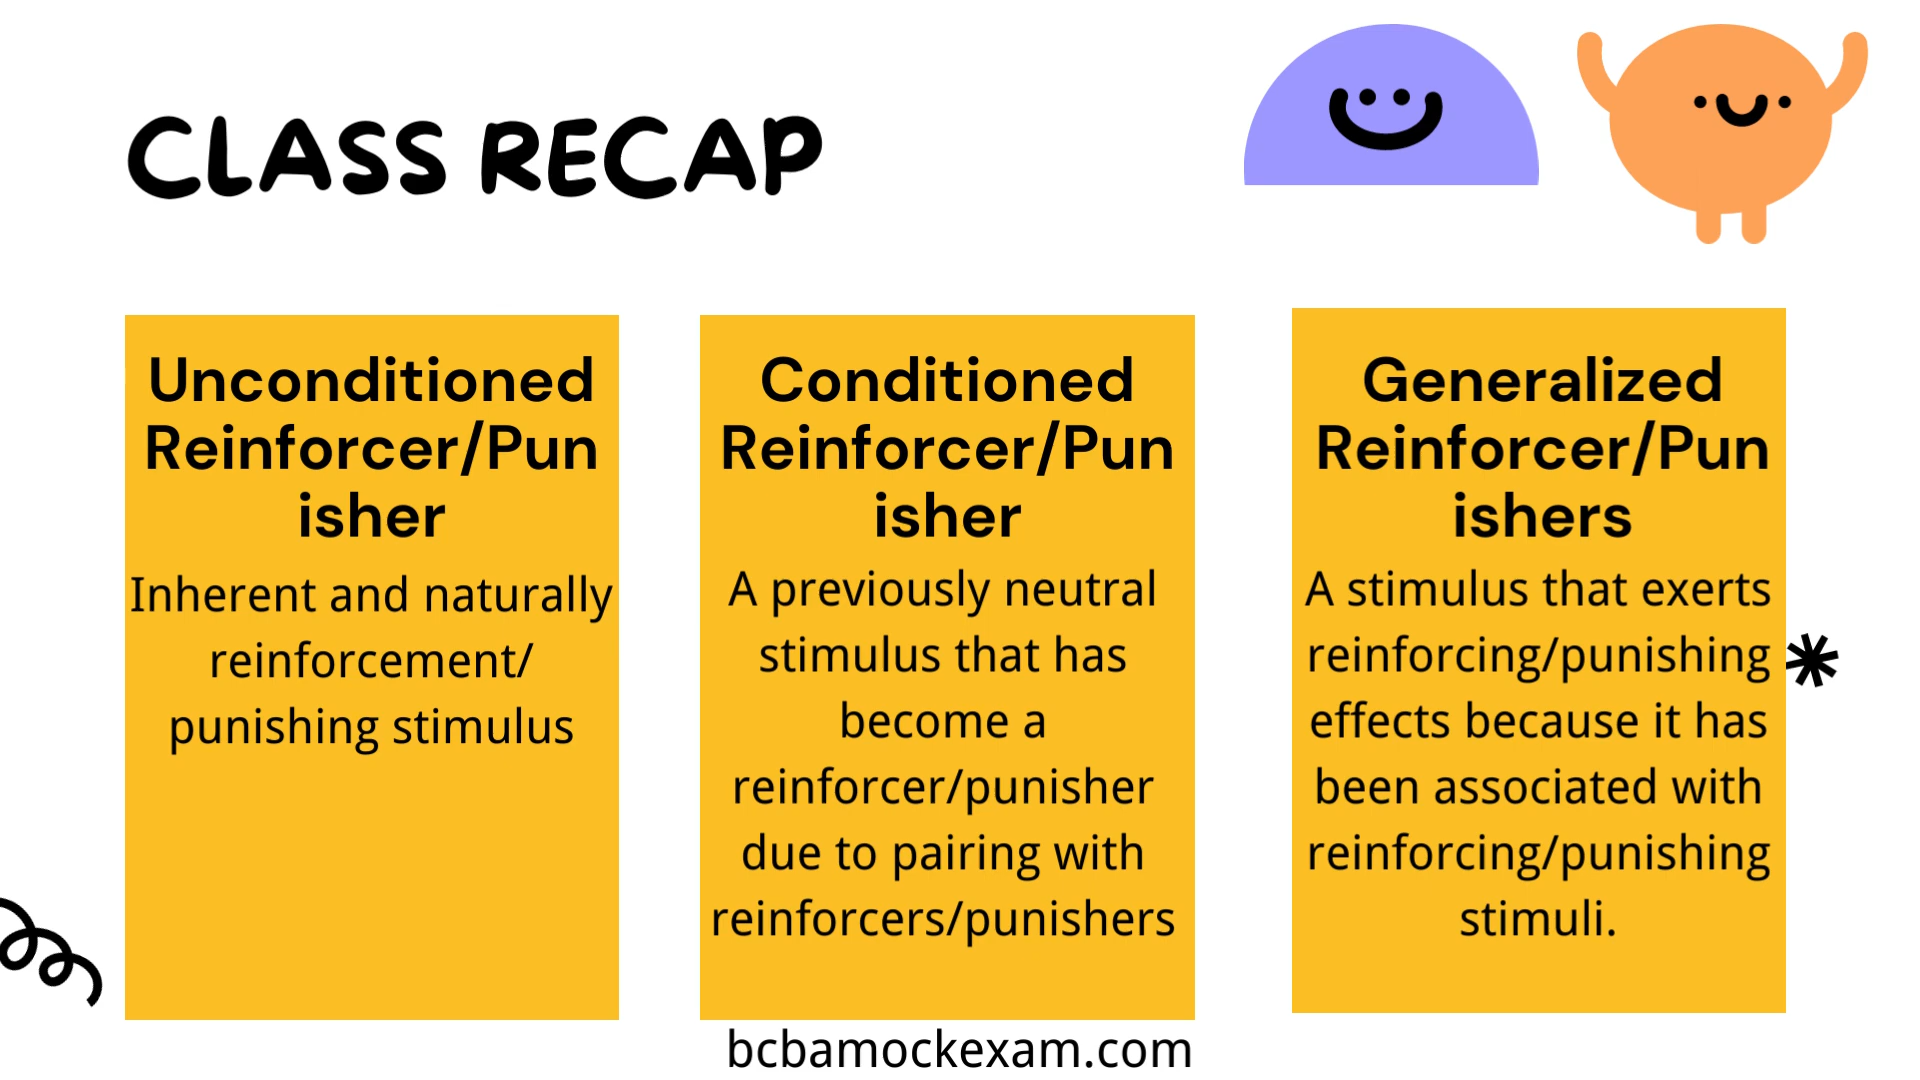 CLASS RECAP
Unconditioned
Reinforcer/Pun
isher
Inherent and naturally
reinforcement/
punishing stimulus
Conditioned
Reinforcer/Pun
isher
A previously neutral
stimulus that has
become a
reinforcer/punisher
due to pairing with
reinforcers/punishers
Generalized
Reinforcer/Pun
ishers
A stimulus that exerts
reinforcing/punishing
effects because it has
been associated with
reinforcing/punishing
stimuli.
bcbamockexam.com